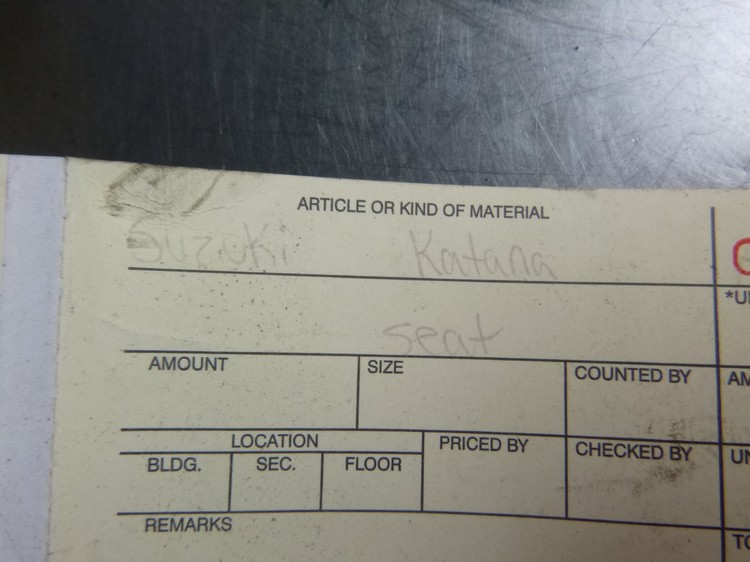 ARTICLE OR KIND OF MATERIAL
Suzuki Katana
*U
seat
AMOUNT SIZE COUNTED BY AM
LOCATION PRICED BY CHECKED BY UN
BLDG. SEC. FLOOR
REMARKS TO